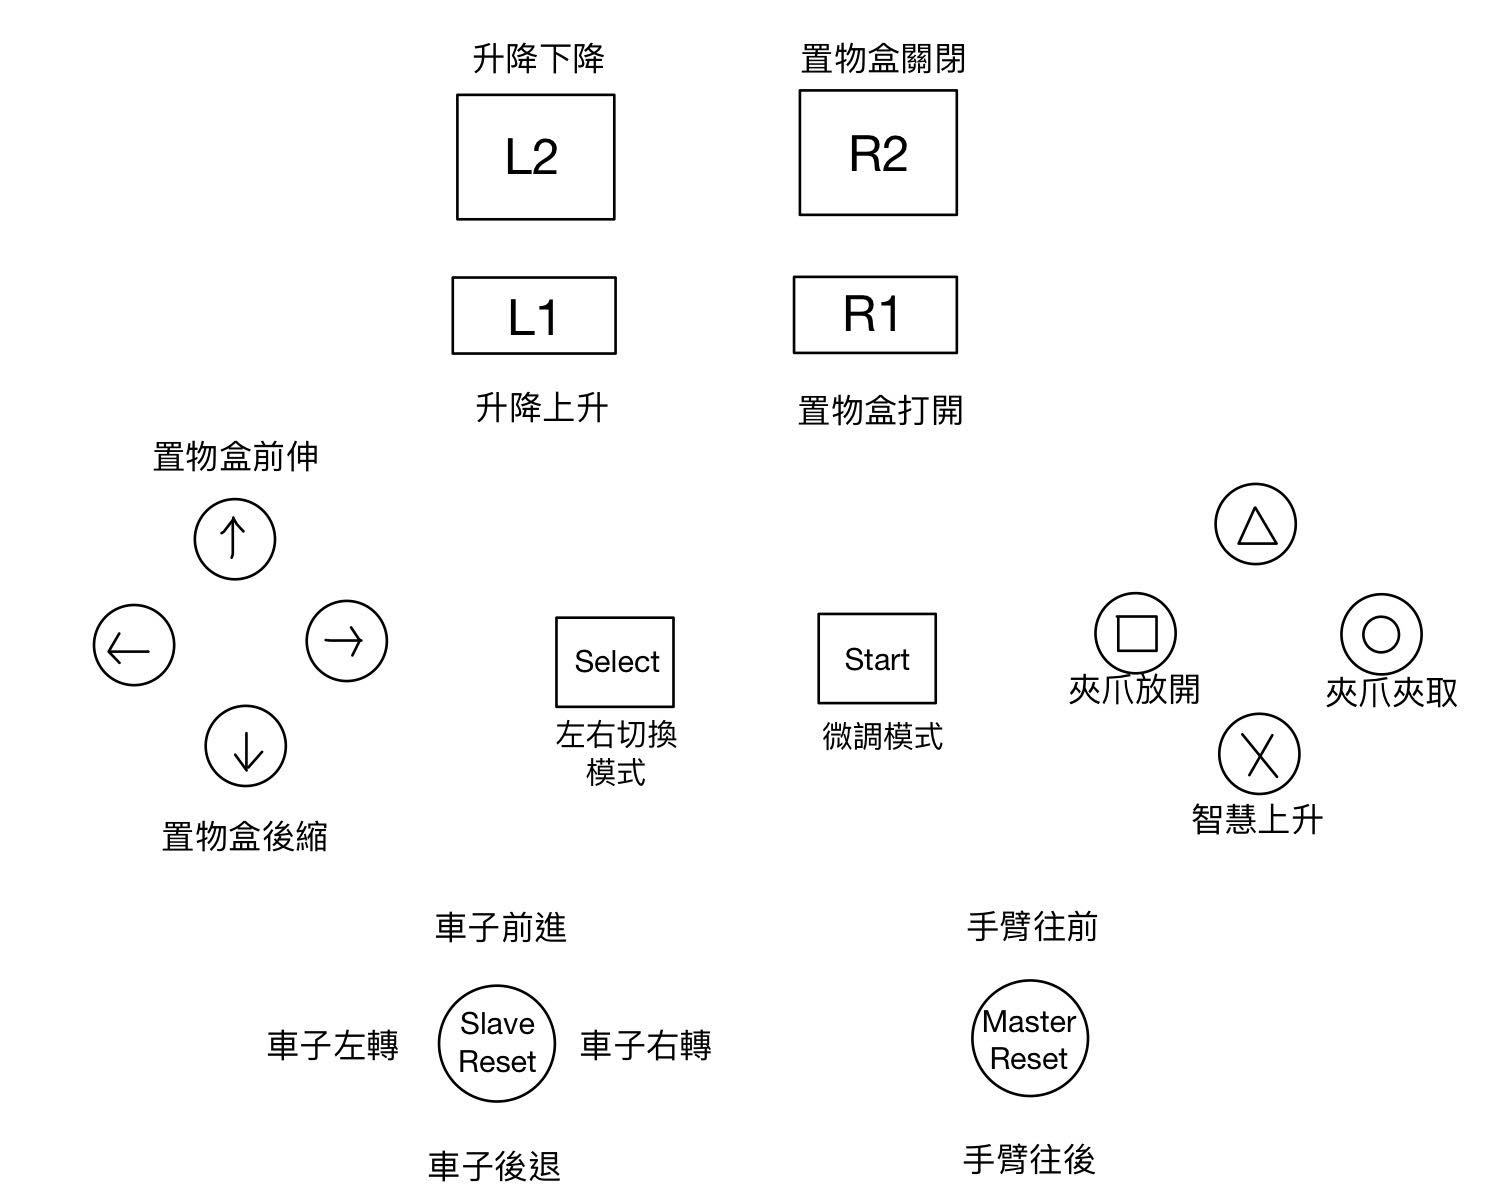 升降下降
置物盒關閉
L2
R2
L1
R1
升降上升
置物盒打開
置物盒前伸
Select
Start
夾爪放開
夾爪夾取
左右切換
模式
微調模式
智慧上升
置物盒後縮
車子前進
手臂往前
車子左轉
Slave
Reset
車子右轉
Master
Reset
車子後退
手臂往後